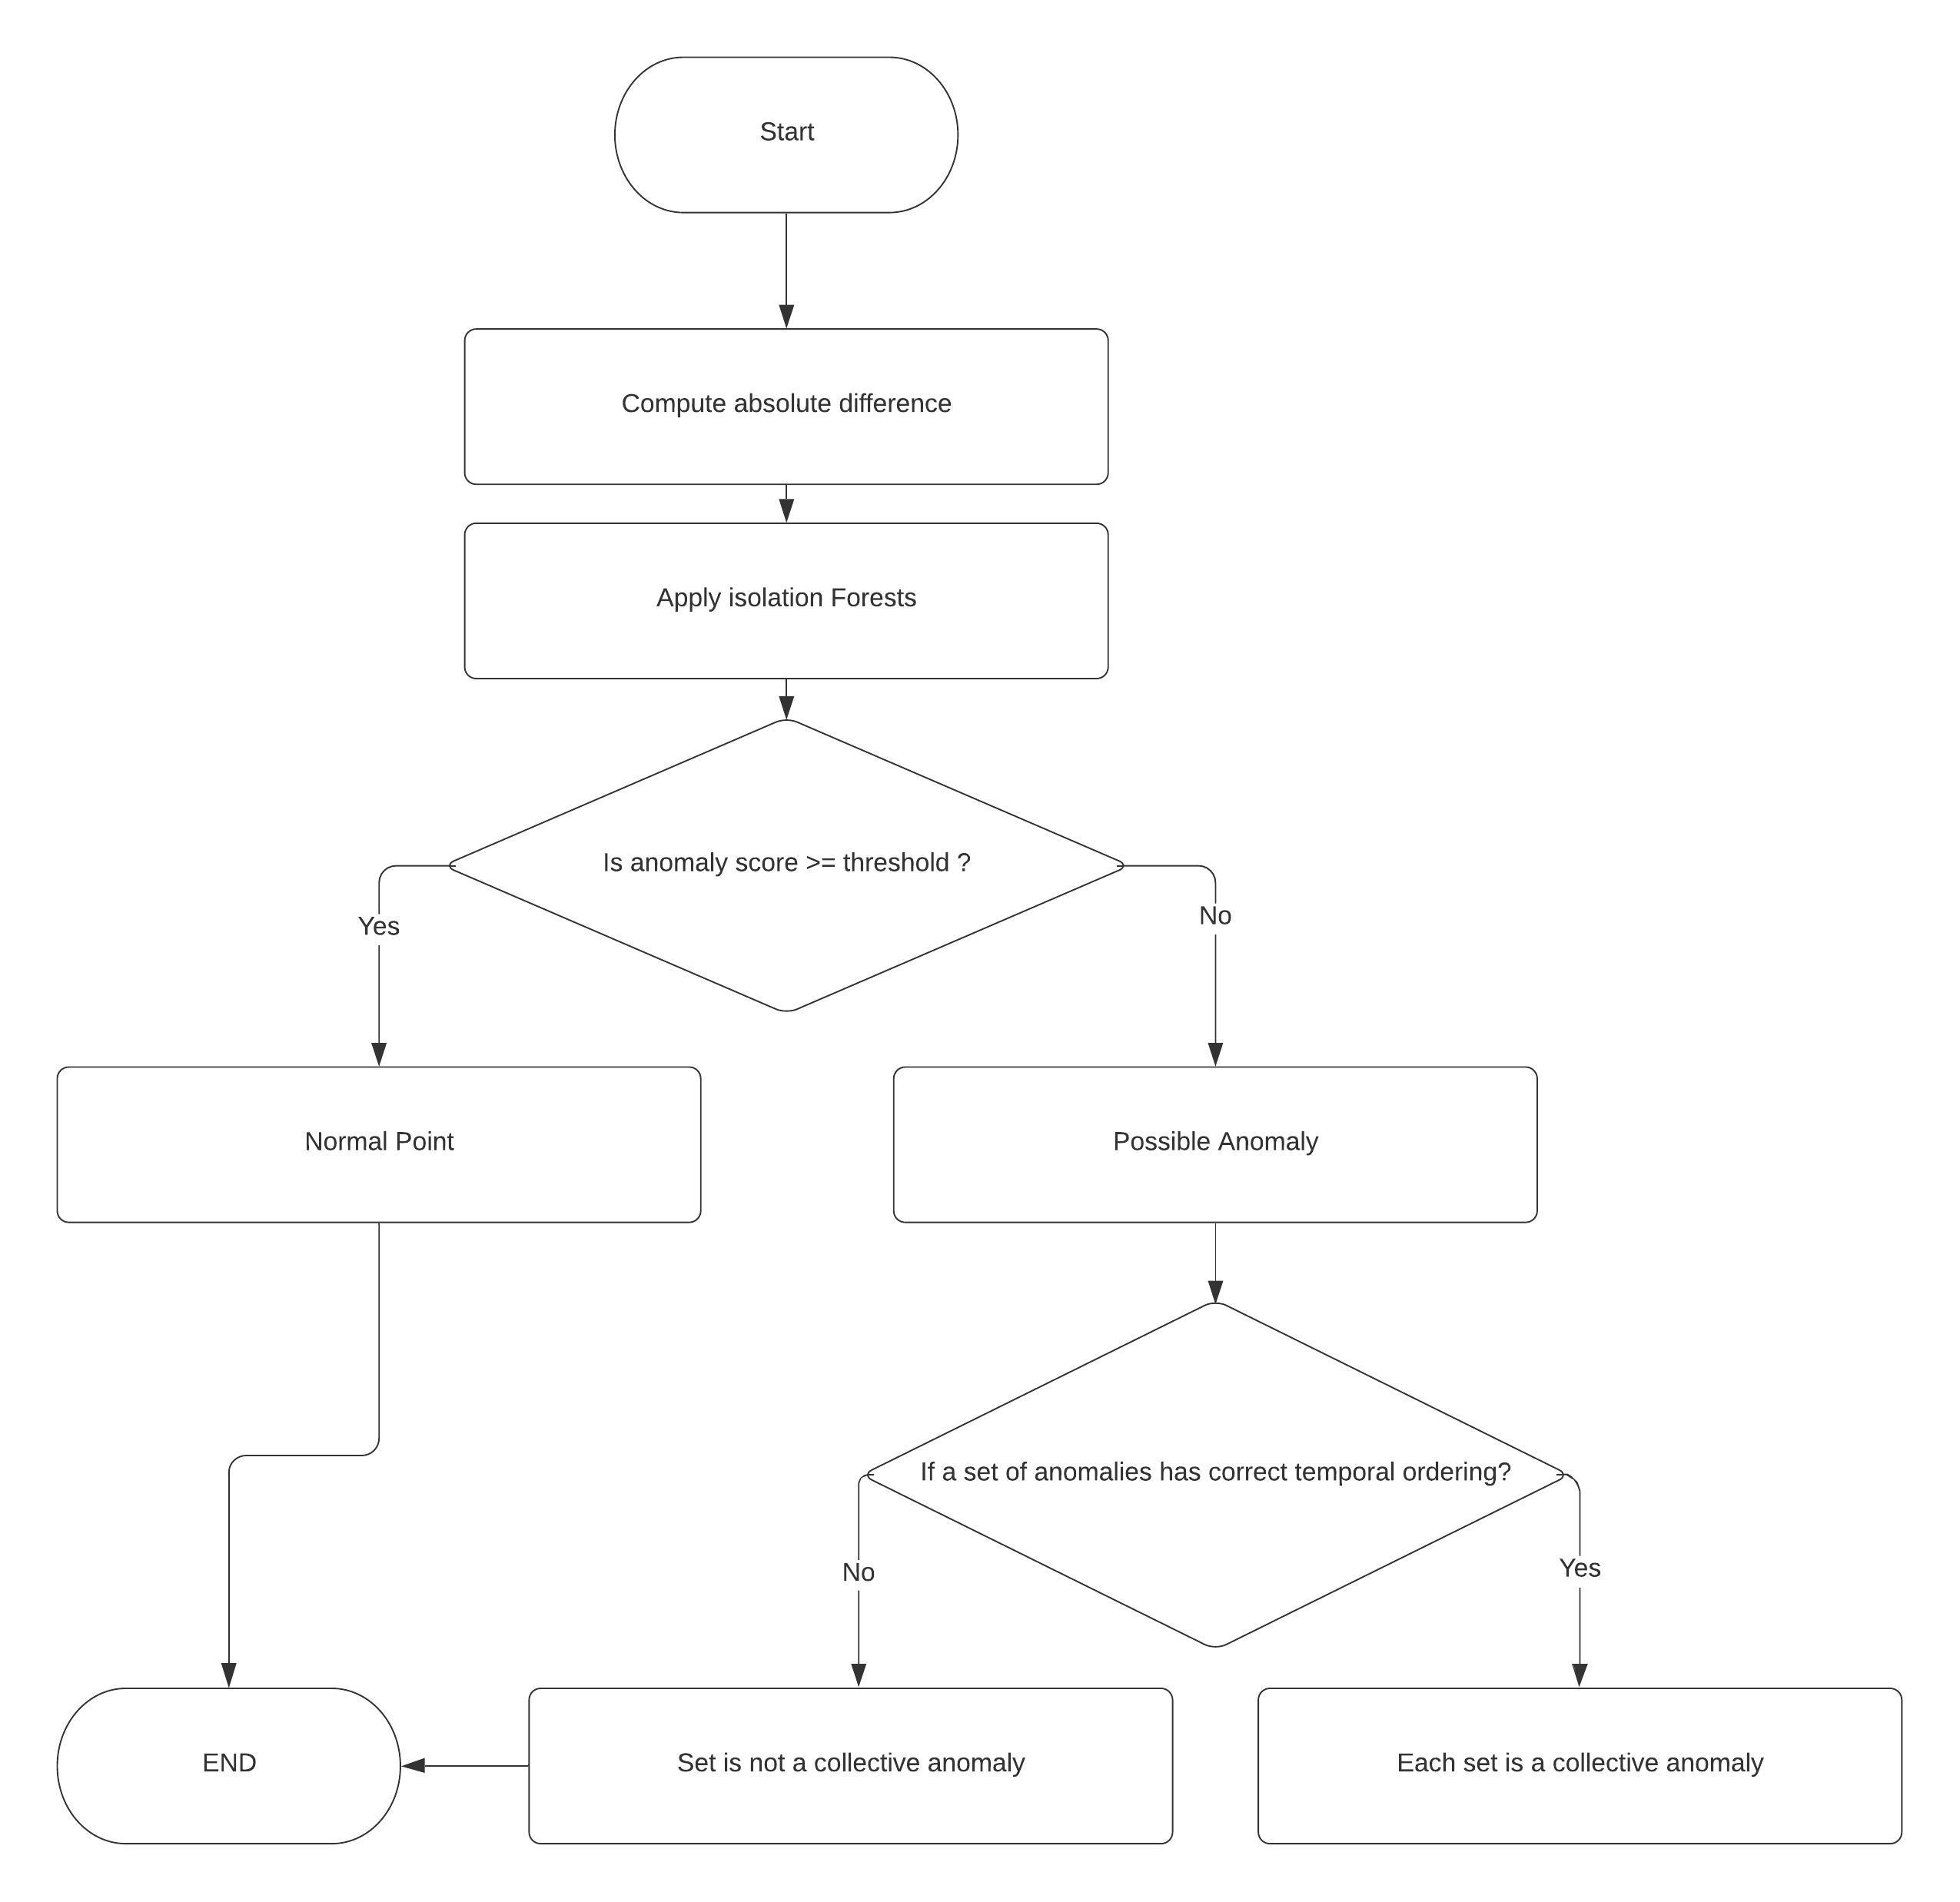 Start
Compute absolute difference
Apply isolation Forests
Is anomaly score >= threshold ?
Yes
No
Normal Point
Possible Anomaly
If a set of anomalies has correct temporal ordering?
No
Yes
END
Set is not a collective anomaly
Each set is a collective anomaly